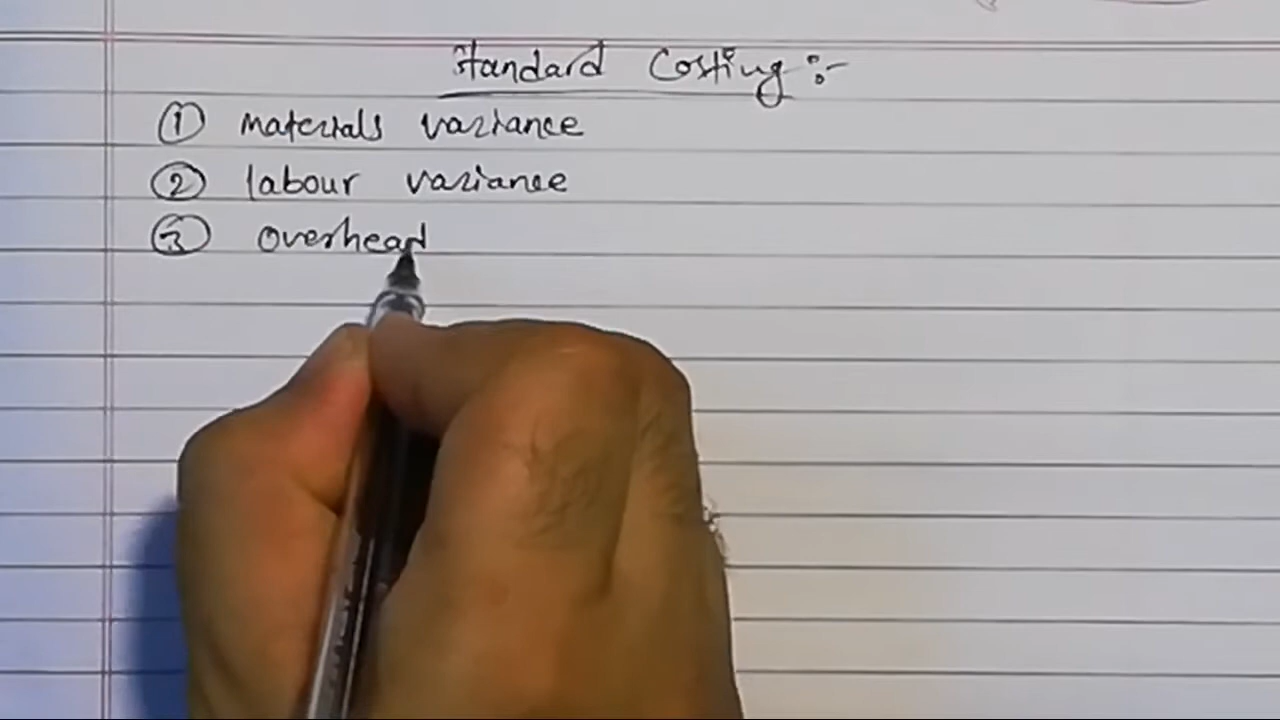 Standard Costing :-
① materials variance
② labour variance
③ overhead